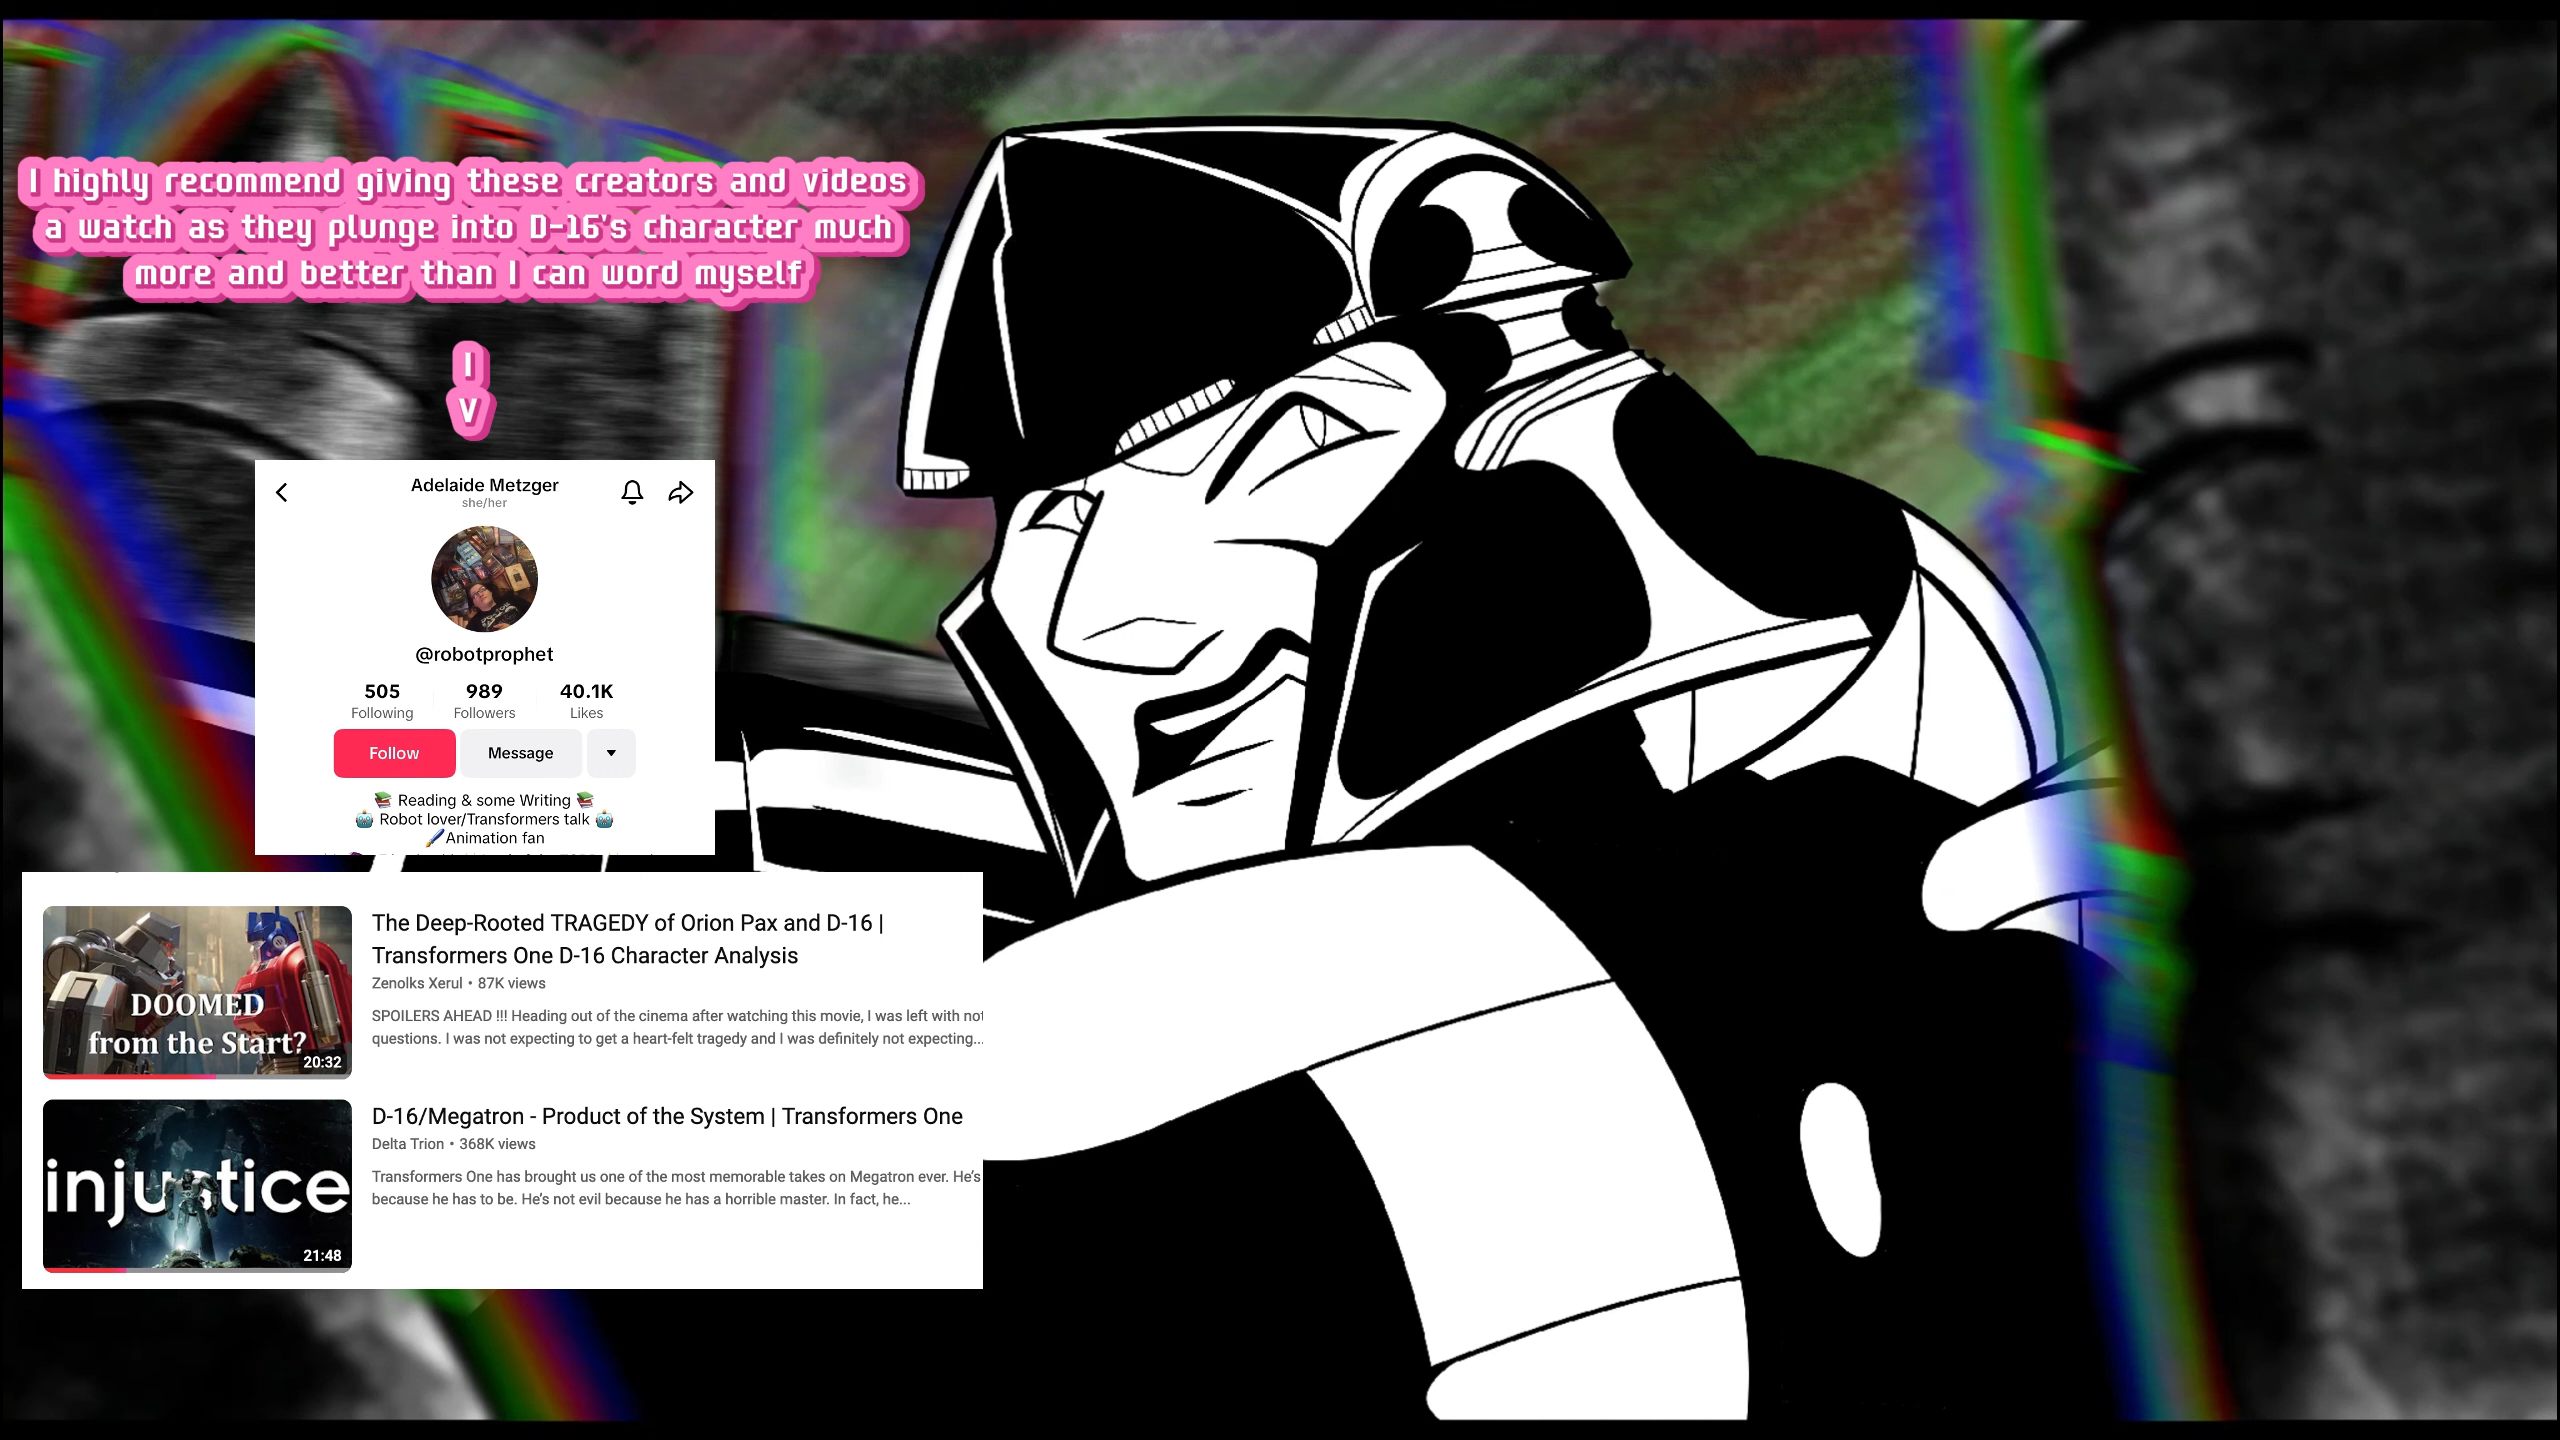 I highly recommend giving these creators and videos
a watch as they plunge into D-16's character much
more and better than I can word myself
I
V
Adelaide Metzger
she/her
@robotprophet
505 989 40.1K
Following Followers Likes
Follow Message
📚 Reading & some Writing 📚
🤖 Robot lover/Transformers talk 🤖
🖌️Animation fan
DOOMED
from the Start?
20:32
The Deep-Rooted TRAGEDY of Orion Pax and D-16 |
Transformers One D-16 Character Analysis
Zenolks Xerul • 87K views
SPOILERS AHEAD !!! Heading out of the cinema after watching this movie, I was left with not
questions. I was not expecting to get a heart-felt tragedy and I was definitely not expecting...
injustice
21:48
D-16/Megatron - Product of the System | Transformers One
Delta Trion • 368K views
Transformers One has brought us one of the most memorable takes on Megatron ever. He's
because he has to be. He's not evil because he has a horrible master. In fact, he...